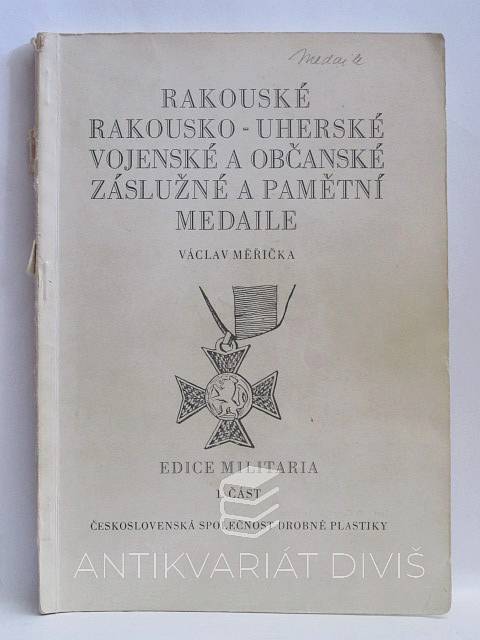 Medaile
RAKOUSKÉ
RAKOUSKO - UHERSKÉ
VOJENSKÉ A OBČANSKÉ
ZÁSLUŽNÉ A PAMĚTNÍ
MEDAILE
VÁCLAV MĚŘIČKA
EDICE MILITARIA
1. ČÁST
ČESKOSLOVENSKÁ SPOLEČNOST DROBNÉ PLASTIKY
ANTIKVARIÁT DIVIŠ